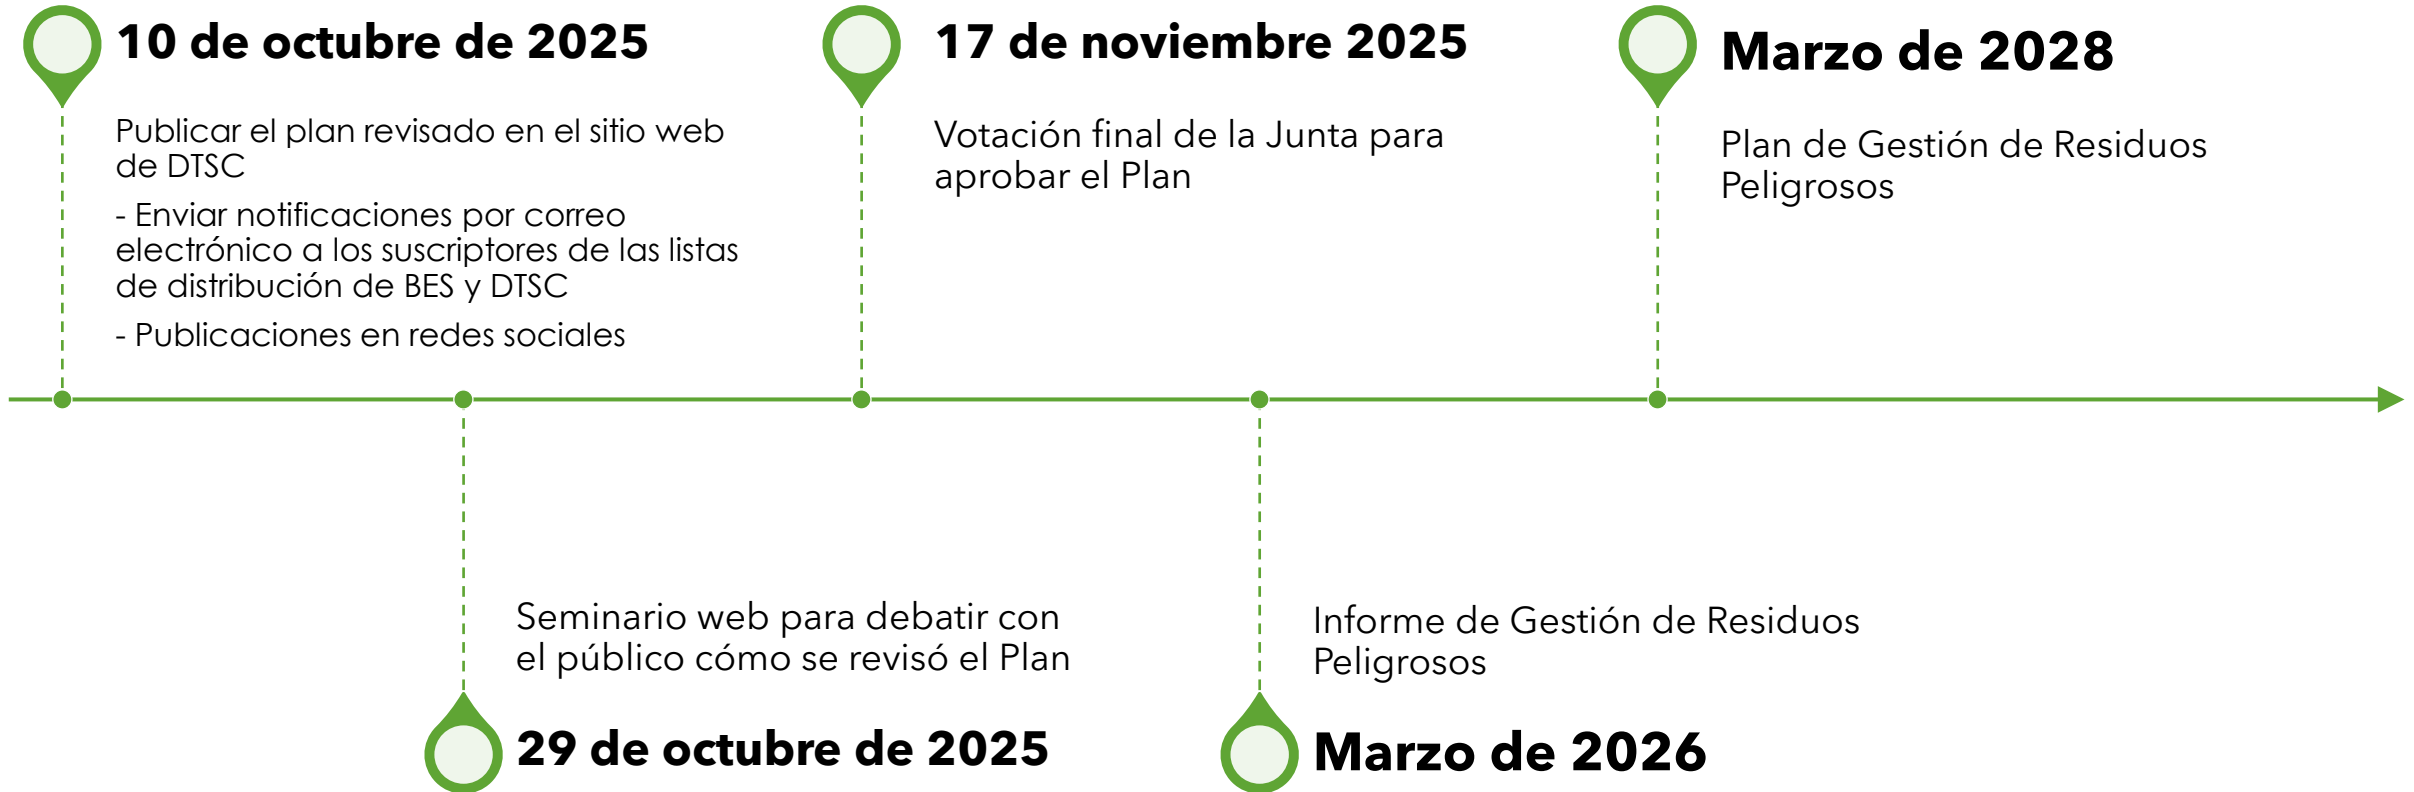 10 de octubre de 2025
Publicar el plan revisado en el sitio web
de DTSC
- Enviar notificaciones por correo
electrónico a los suscriptores de las listas
de distribución de BES y DTSC
- Publicaciones en redes sociales
17 de noviembre 2025
Votación final de la Junta para
aprobar el Plan
Marzo de 2028
Plan de Gestión de Residuos
Peligrosos
Seminario web para debatir con
el público cómo se revisó el Plan
29 de octubre de 2025
Informe de Gestión de Residuos
Peligrosos
Marzo de 2026